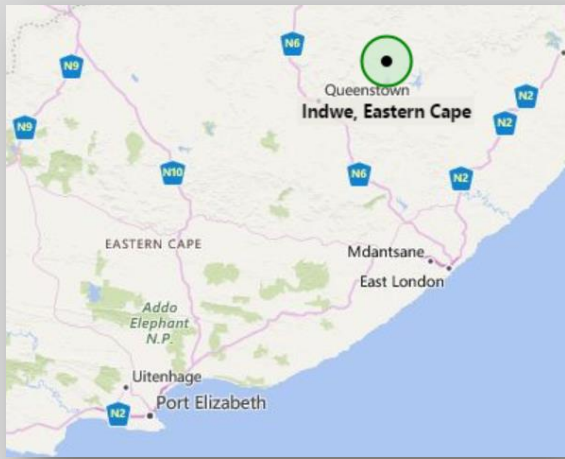 N6
N9
Queenstown
N2
Indwe, Eastern Cape
N9
N2
N10
N6
N2
EASTERN CAPE
Mdantsane
East London
Addo
Elephant
N.P.
Uitenhage
Port Elizabeth
N2